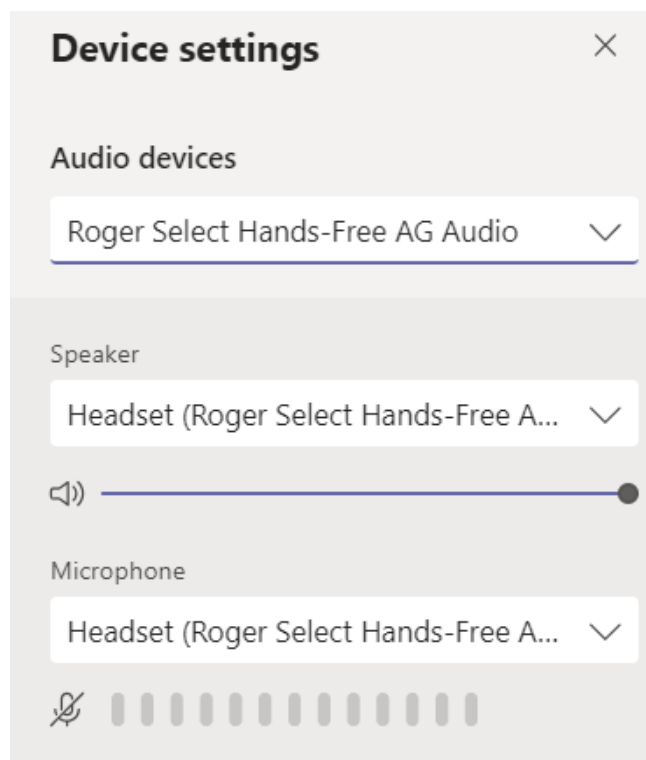 Device settings
Audio devices
Roger Select Hands-Free AG Audio
Speaker
Headset (Roger Select Hands-Free A...
Microphone
Headset (Roger Select Hands-Free A...